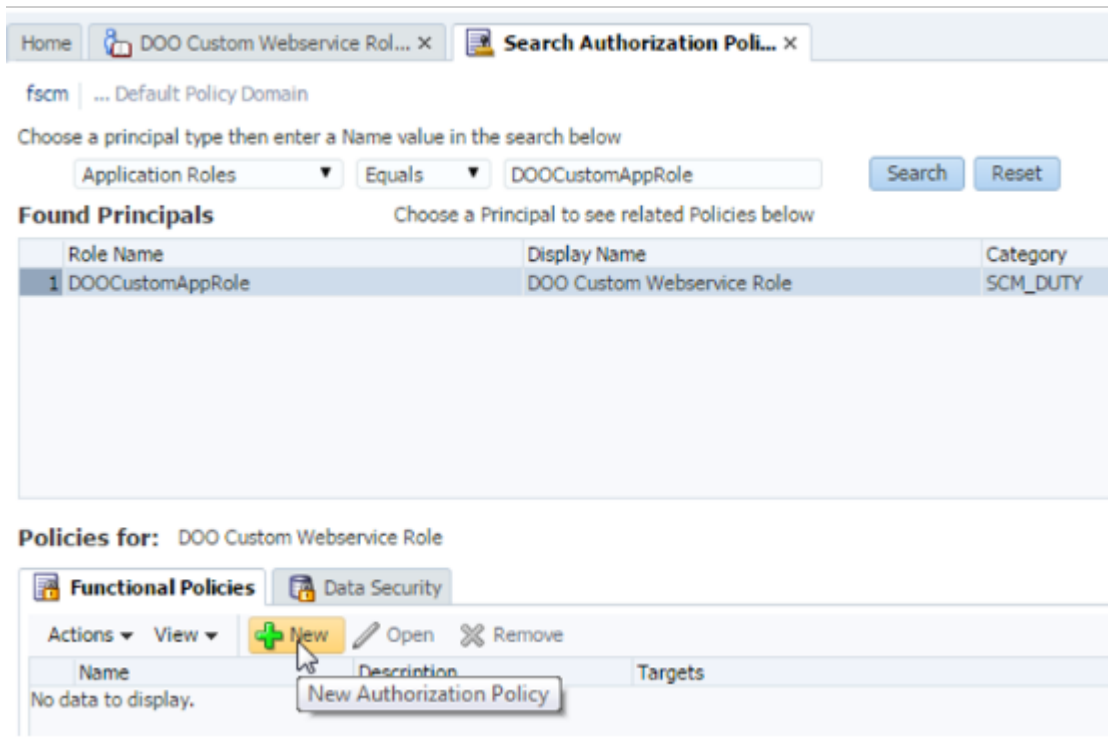 Home DOO Custom Webservice Rol... × Search Authorization Poli... ×
fscm ... Default Policy Domain
Choose a principal type then enter a Name value in the search below
Application Roles Equals DOOCustomAppRole Search Reset
Found Principals Choose a Principal to see related Policies below
Role Name Display Name Category
1 DOOCustomAppRole DOO Custom Webservice Role SCM_DUTY
Policies for: DOO Custom Webservice Role
Functional Policies Data Security
Actions View New Open Remove
Name Description Targets
No data to display. New Authorization Policy